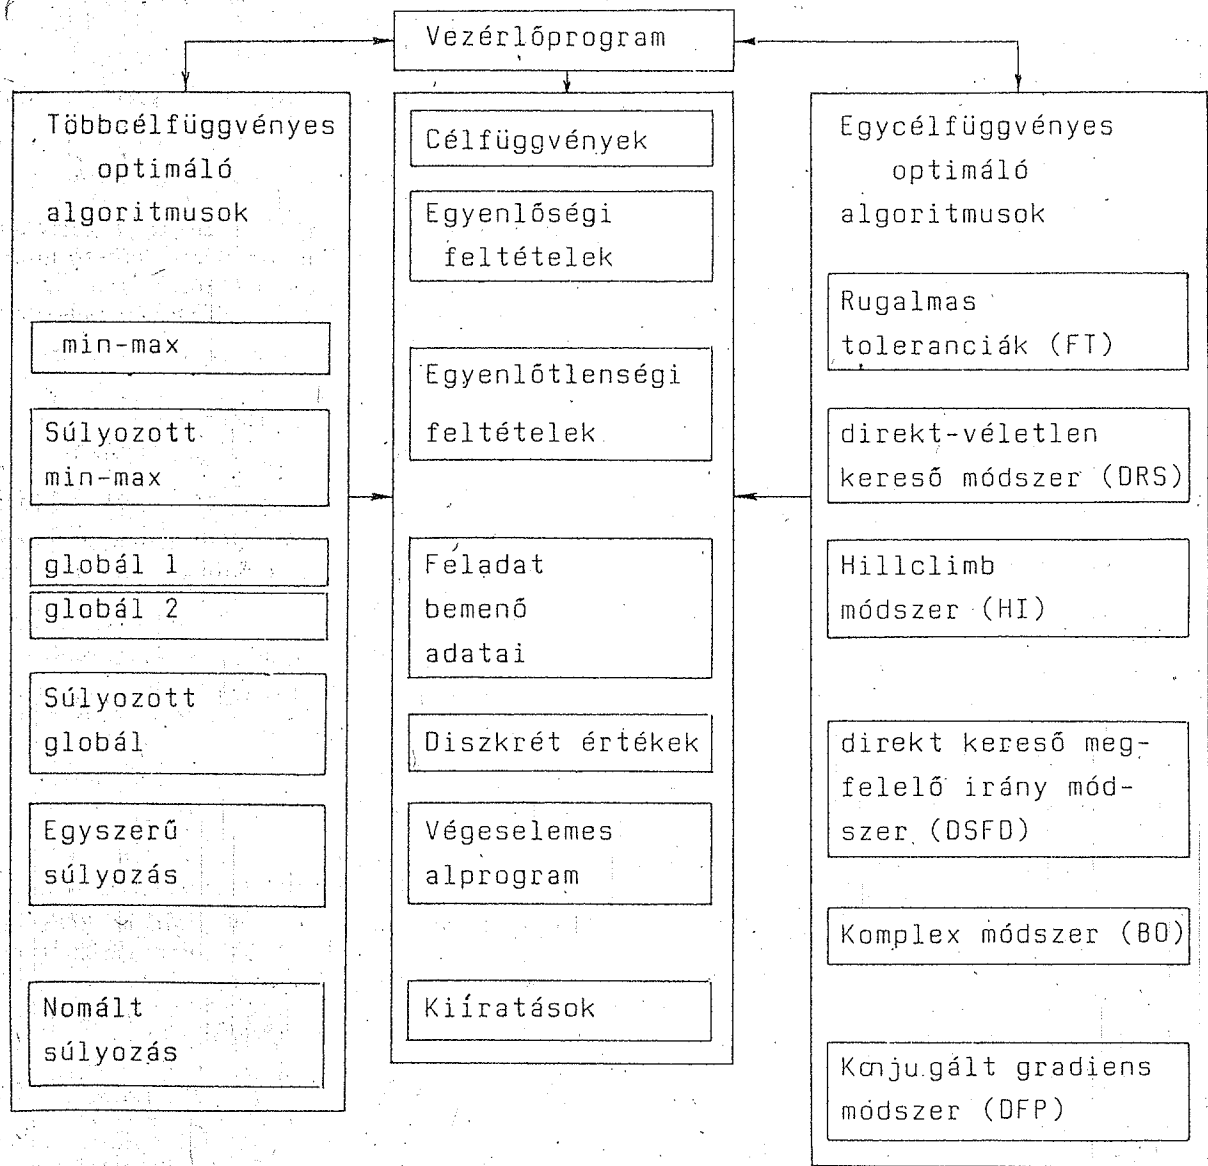 Vezérlőprogram
Többcélfüggvényes
optimáló
algoritmusok
min-max
Súlyozott
min-max
globál 1
globál 2
Súlyozott
globál
Egyszerű
súlyozás
Nomált
súlyozás
Célfüggvények
Egyenlőségi
feltételek
Egyenlőtlenségi
feltételek
Feladat
bemenő
adatai
Diszkrét értékek
Végeselemes
alprogram
Kiíratások
Egycélfüggvényes
optimáló
algoritmusok
Rugalmas
toleranciák (FT)
direkt-véletlen
kereső módszer (DRS)
Hillclimb
módszer (HI)
direkt kereső meg-
felelő irány mód-
szer (DSFD)
Komplex módszer (BO)
Konjugált gradiens
módszer (DFP)